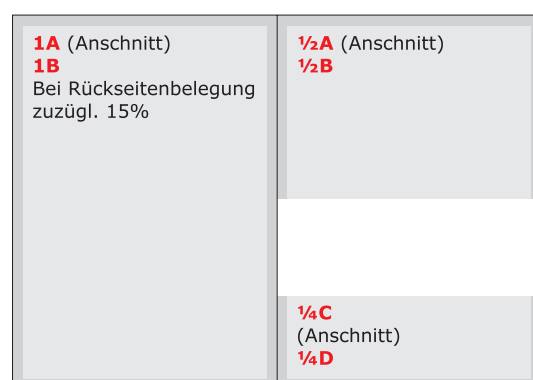 1A (Anschnitt)
1B
Bei Rückseitenbelegung
zuzügl. 15%
½A (Anschnitt)
½B
¼C
(Anschnitt)
¼D